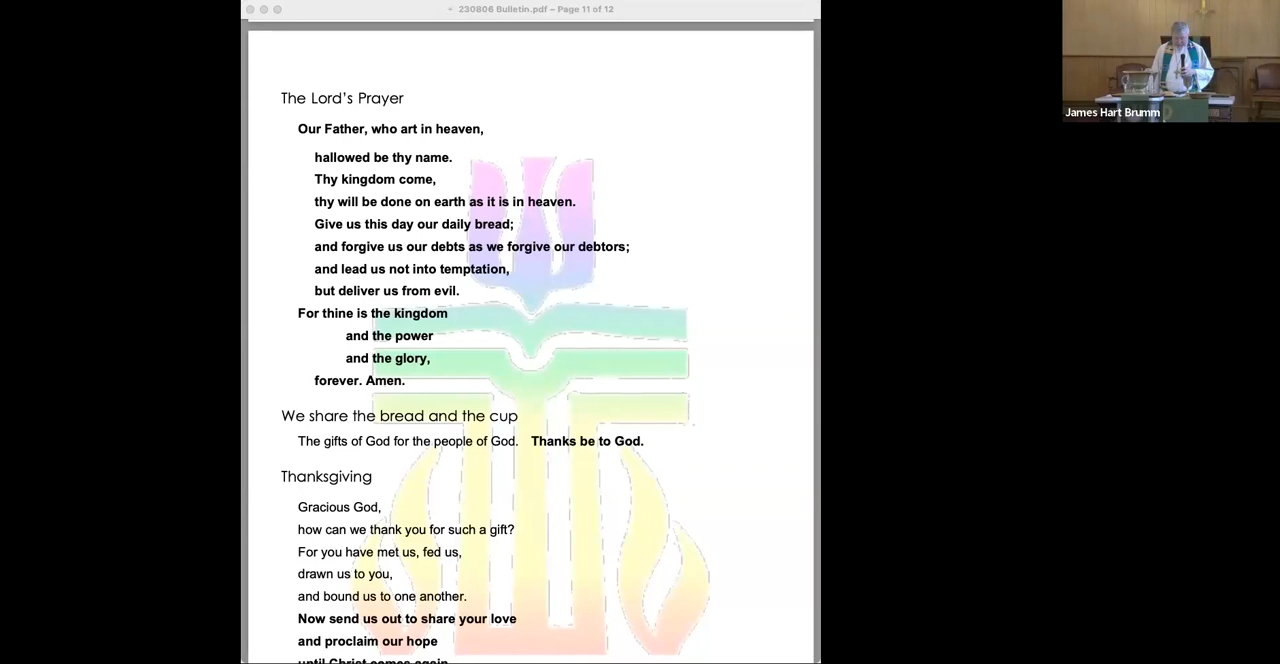 230806 Bulletin.pdf – Page 11 of 12
The Lord's Prayer
Our Father, who art in heaven,
hallowed be thy name.
Thy kingdom come,
thy will be done on earth as it is in heaven.
Give us this day our daily bread;
and forgive us our debts as we forgive our debtors;
and lead us not into temptation,
but deliver us from evil.
For thine is the kingdom
and the power
and the glory,
forever. Amen.
We share the bread and the cup
The gifts of God for the people of God. Thanks be to God.
Thanksgiving
Gracious God,
how can we thank you for such a gift?
For you have met us, fed us,
drawn us to you,
and bound us to one another.
Now send us out to share your love
and proclaim our hope
until Christ comes again
James Hart Brumm